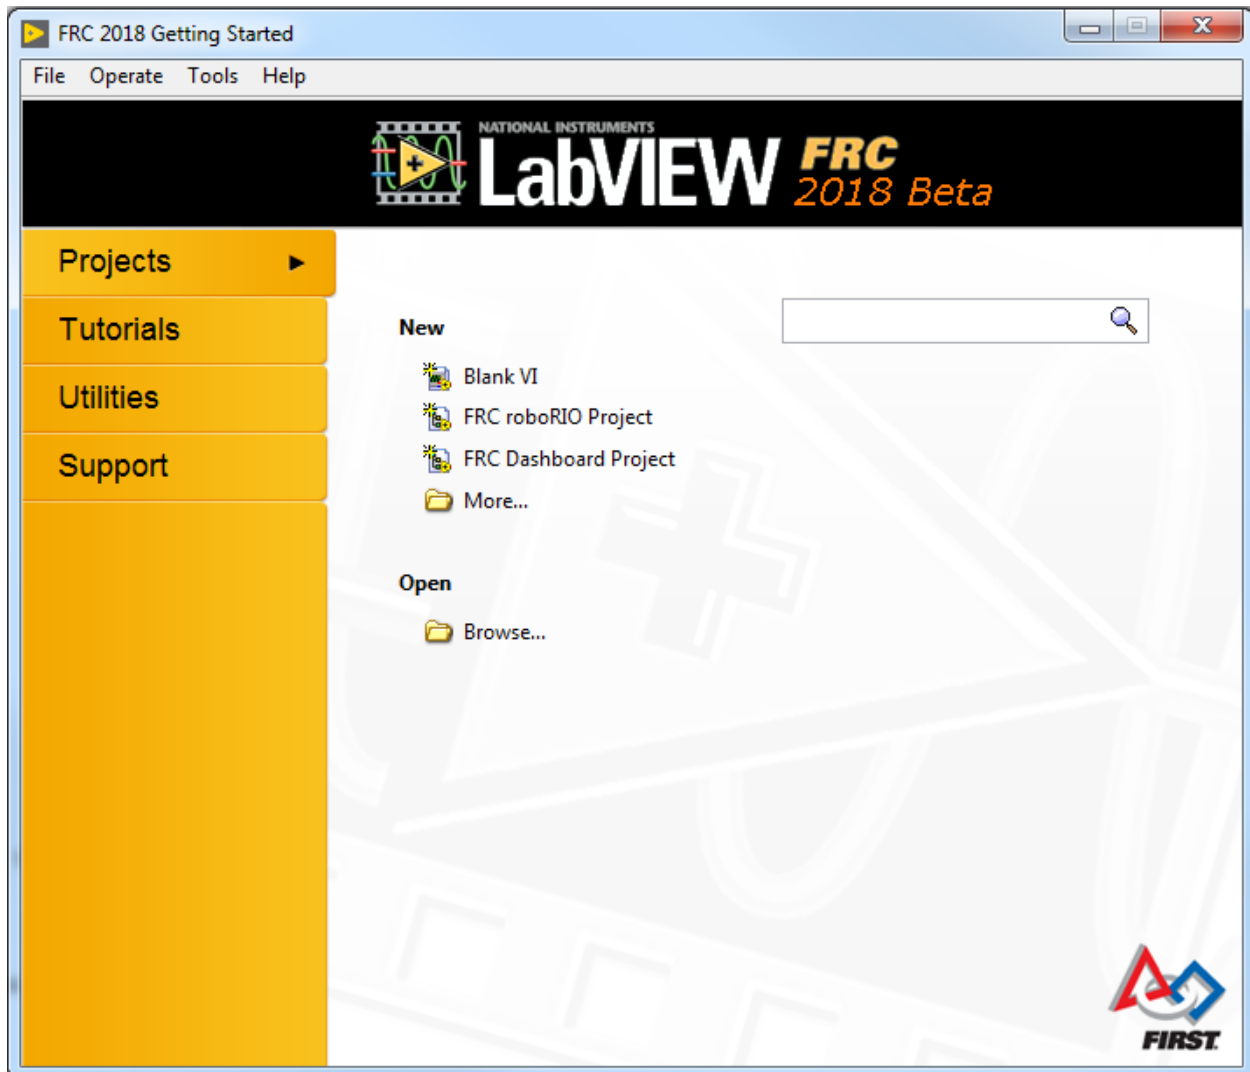 FRC 2018 Getting Started
File Operate Tools Help
NATIONAL INSTRUMENTS
LabVIEW FRC
2018 Beta
Projects
Tutorials
Utilities
Support
New
Blank VI
FRC roboRIO Project
FRC Dashboard Project
More...
Open
Browse...
FIRST